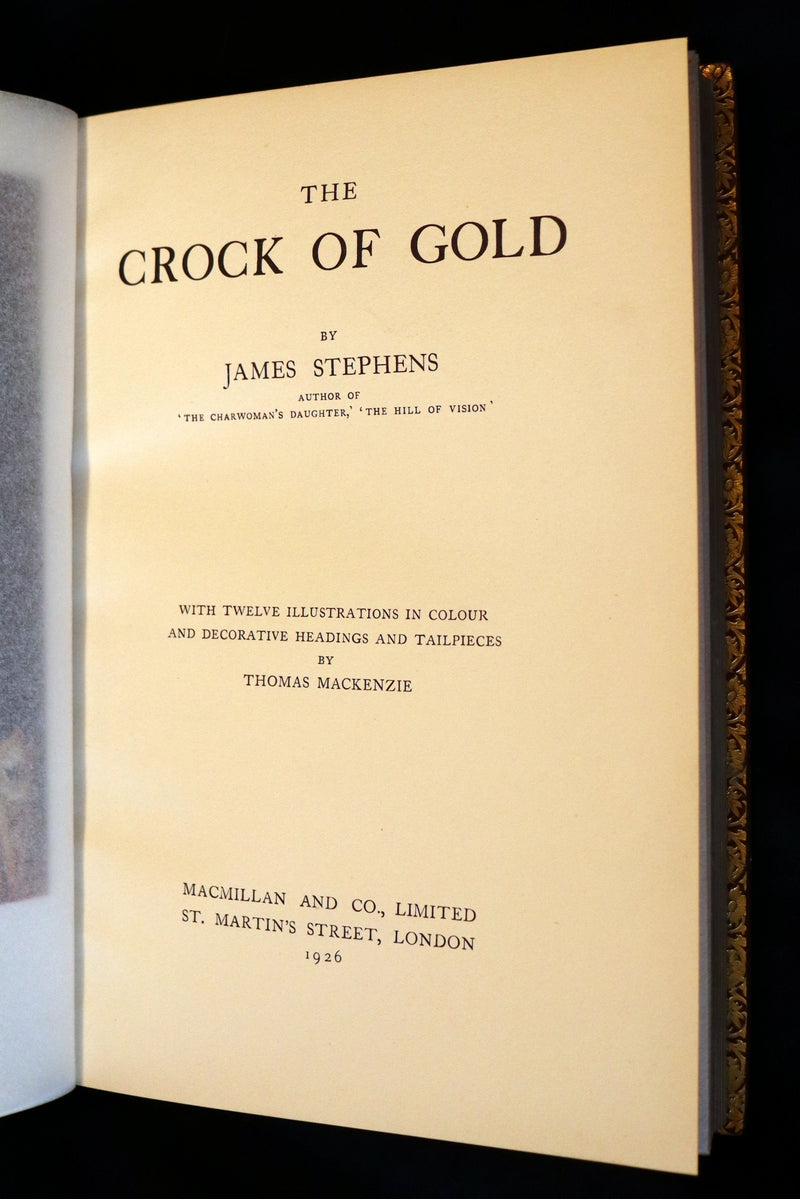 THE
CROCK OF GOLD
BY
JAMES STEPHENS
AUTHOR OF
‘THE CHARWOMAN’S DAUGHTER,’ ‘THE HILL OF VISION’
WITH TWELVE ILLUSTRATIONS IN COLOUR
AND DECORATIVE HEADINGS AND TAILPIECES
BY
THOMAS MACKENZIE
MACMILLAN AND CO., LIMITED
ST. MARTIN’S STREET, LONDON
1926